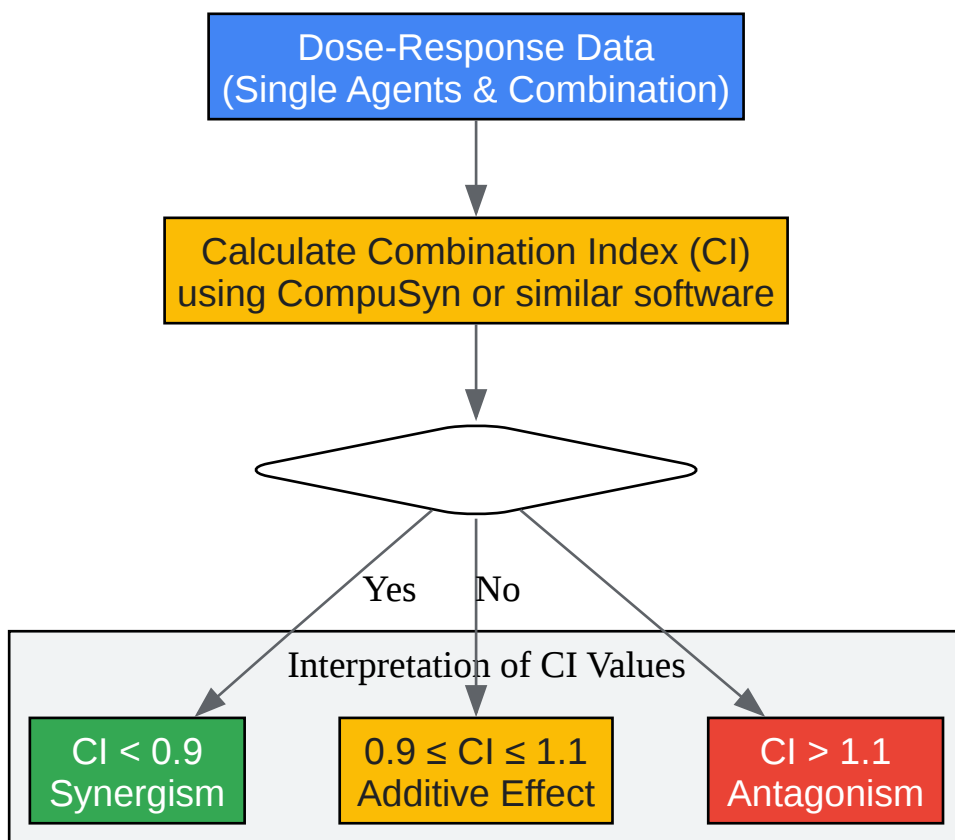 Dose-Response Data
(Single Agents & Combination)
Calculate Combination Index (CI)
using CompuSyn or similar software
Yes
No
Interpretation of CI Values
CI < 0.9
Synergism
0.9 ≤ CI ≤ 1.1
Additive Effect
CI > 1.1
Antagonism